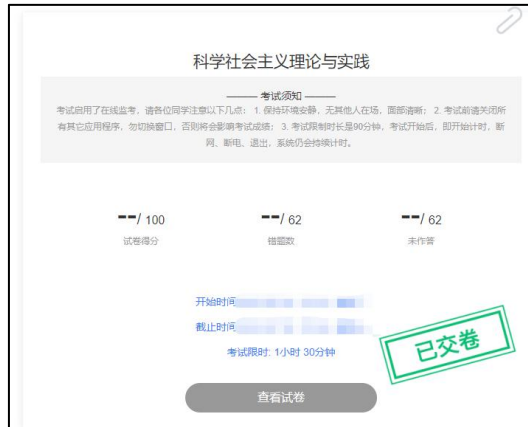 科学社会主义理论与实践
考试须知
考试启用了在线监考，请各位同学注意以下几点： 1. 保持环境安静，无其他人在场，面部清晰； 2. 考试前请关闭所
有其它应用程序，勿切换窗口，否则将会影响考试成绩； 3. 考试限制时长是90分钟，考试开始后，即开始计时，断
网、断电、退出，系统仍会持续计时。
--/ 100 --/ 62 --/ 62
试卷得分 错题数 未作答
开始时间
截止时间
考试限时: 1小时 30分钟
已交卷
查看试卷